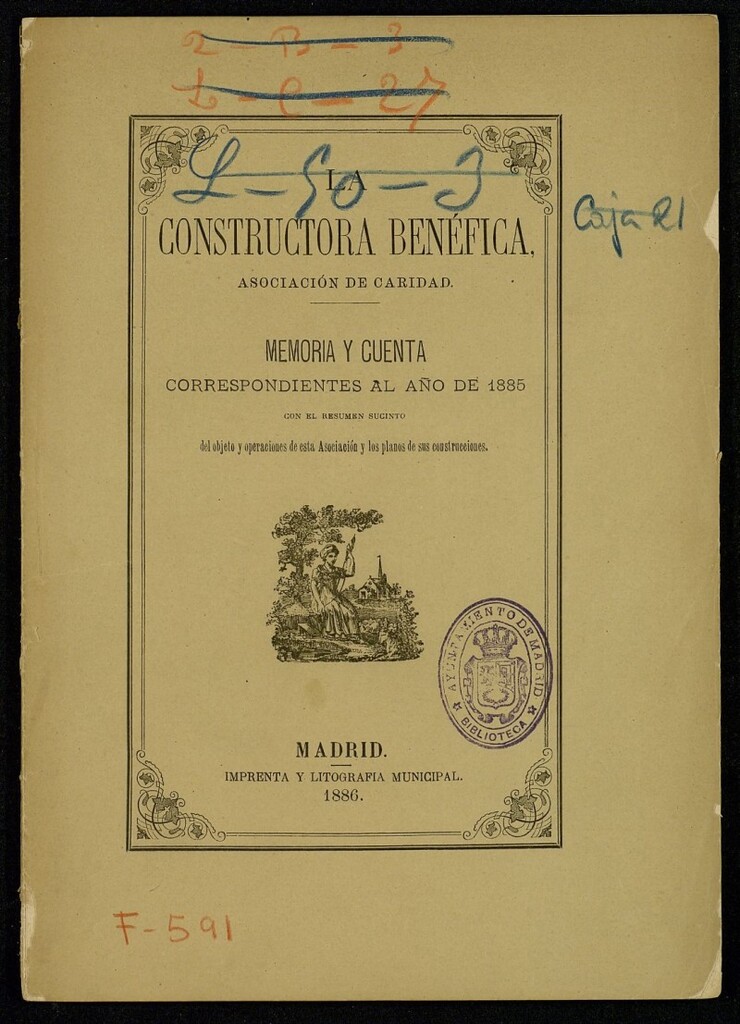 2-B-3
L-C-27
L-50-3
LA
Caja 21
CONSTRUCTORA BENÉFICA,
ASOCIACIÓN DE CARIDAD.
MEMORIA Y CUENTA
CORRESPONDIENTES AL AÑO DE 1885
CON EL RESUMEN SUCINTO
del objeto y operaciones de esta Asociación y los planos de sus construcciones.
AYUNTAMIENTO DE MADRID
BIBLIOTECA
MADRID.
IMPRENTA Y LITOGRAFIA MUNICIPAL.
1886.
F-591